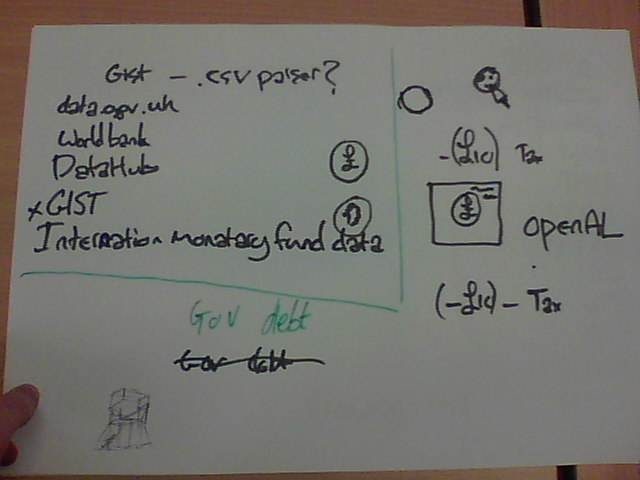 Gist - .csv parser?
data.gov.uk
World bank
DataHub
£
x GIST
Internation monetary fund data
Gov debt
Gov debt
-(£10) Tax
£
openAL
(-£10) - Tax